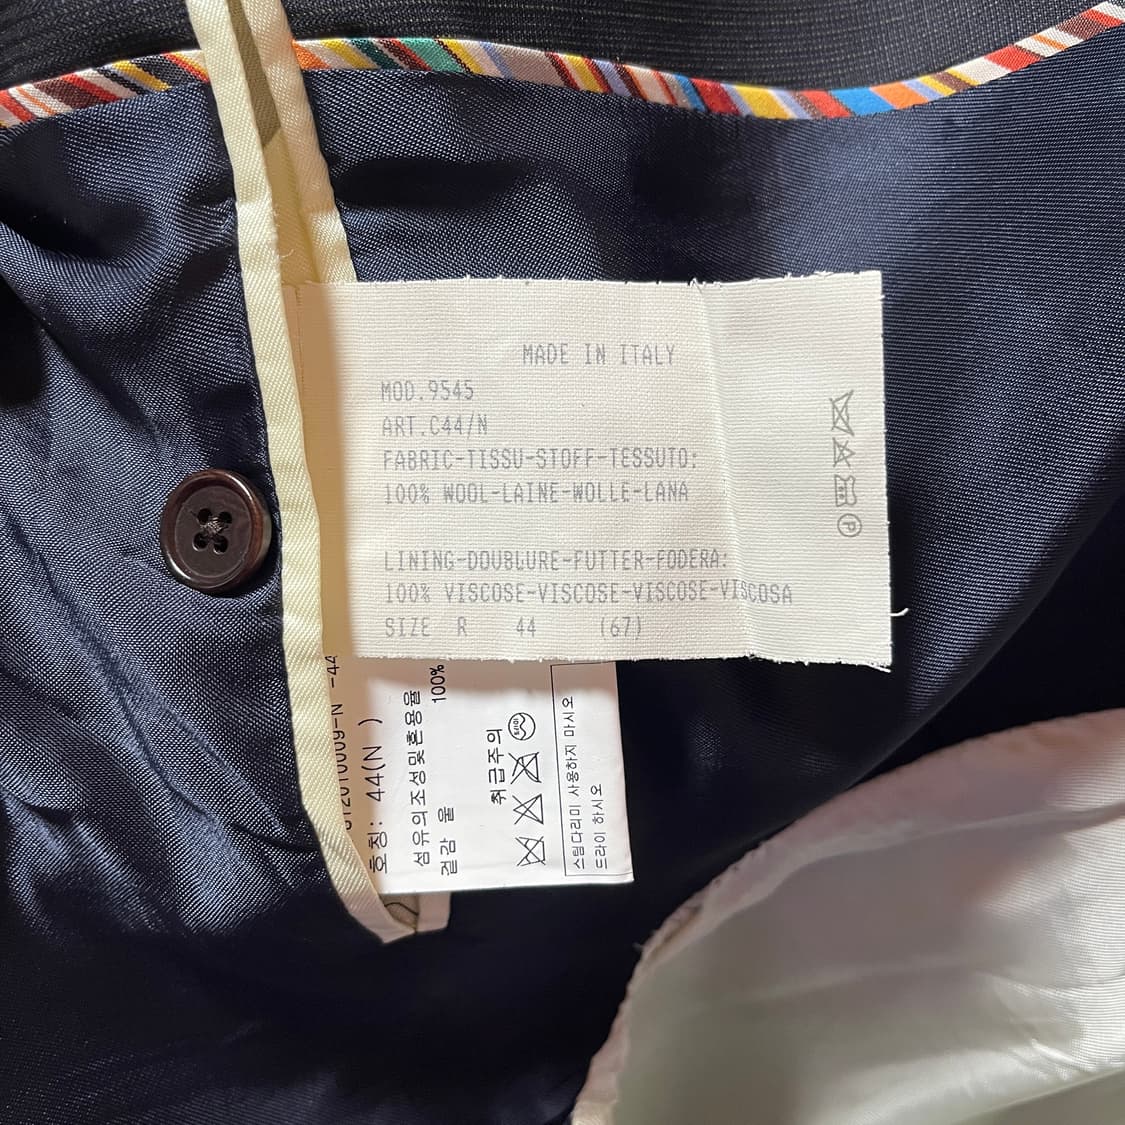 MADE IN ITALY
MOD.9545
ART.C44/N
FABRIC-TISSU-STOFF-TESSUTO:
100% WOOL-LAINE-WOLLE-LANA
LINING-DOUBLURE-FUTTER-FODERA:
100% VISCOSE-VISCOSE-VISCOSE-VISCOSA
SIZE R 44 (67)
P
-44
호칭: 44(N )
섬유의조성및혼용율
겉감 울 100%
취급주의
스팀다리미 사용하지 마시오
드라이 하시오